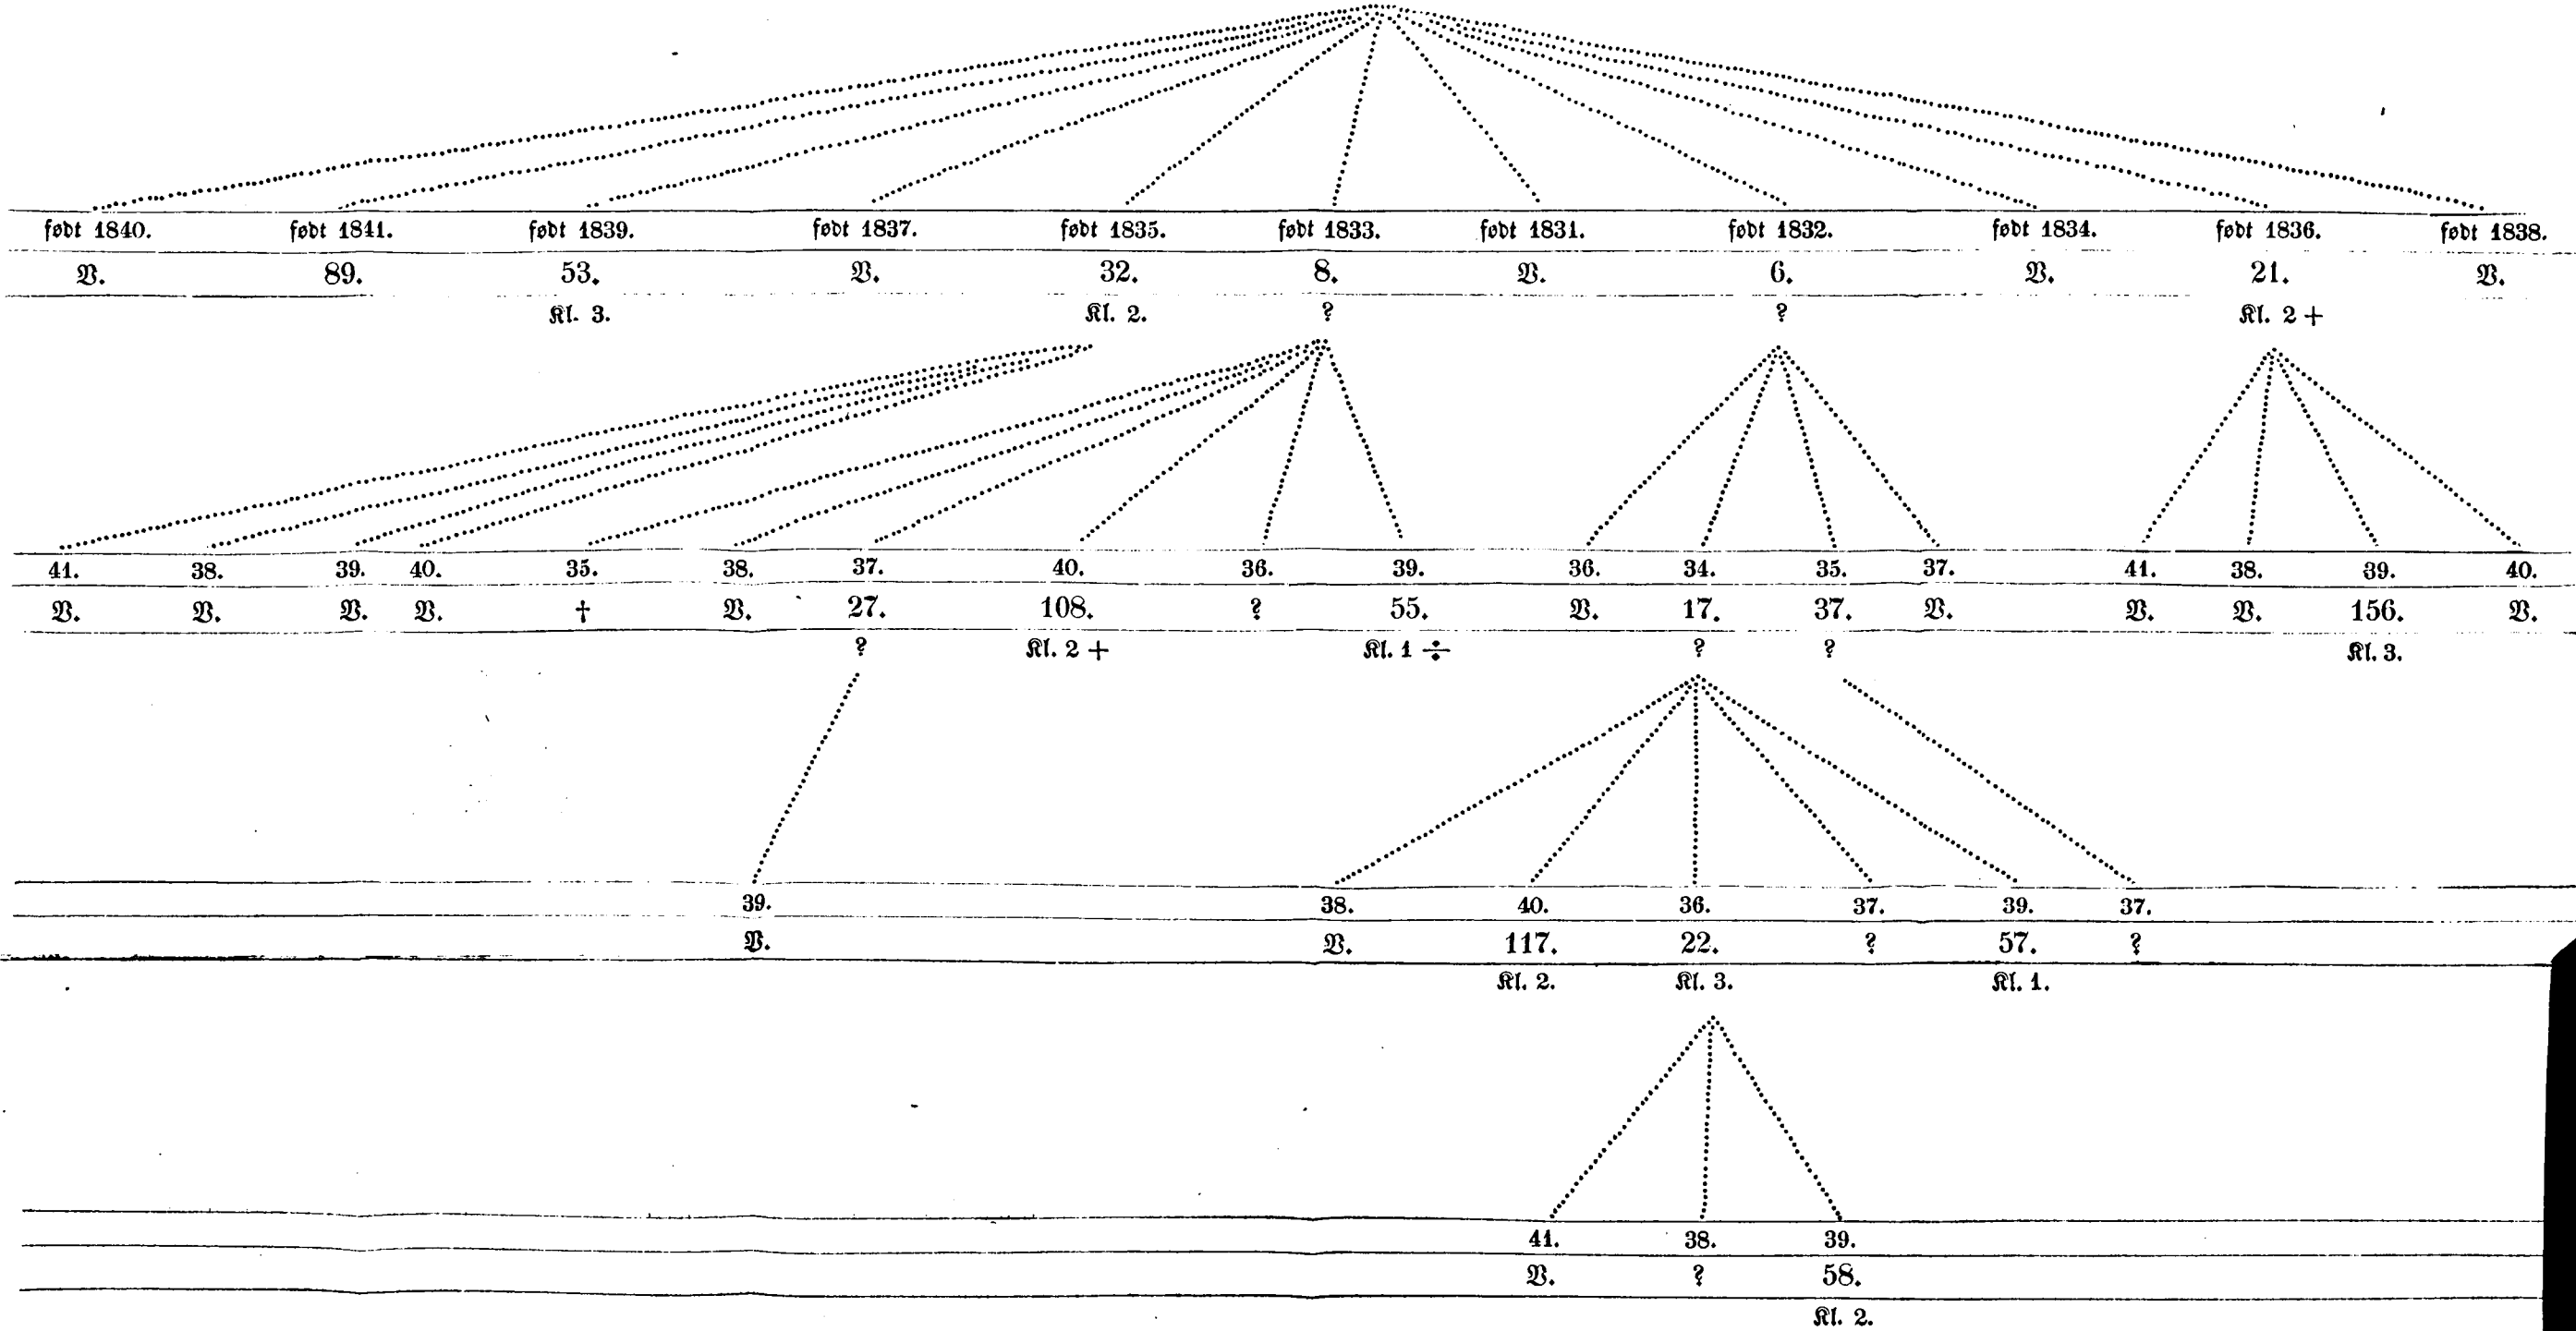 født 1840. født 1841. født 1839. født 1837. født 1835. født 1833. født 1831. født 1832. født 1834. født 1836. født 1838.
V. 89. 53. V. 32. 8. V. 6. V. 21. V.
Kl. 3. Kl. 2. ? ? Kl. 2 +
41. 38. 39. 40. 35. 38. 37. 40. 36. 39. 36. 34. 35. 37. 41. 38. 39. 40.
V. V. V. V. † V. 27. 108. ? 55. V. 17. 37. V. V. V. 156. V.
? Kl. 2 + Kl. 1 ÷ ? ? Kl. 3.
39. 38. 40. 36. 37. 39. 37.
V. V. 117. 22. ? 57. ?
Kl. 2. Kl. 3. Kl. 1.
41. 38. 39.
V. ? 58.
Kl. 2.